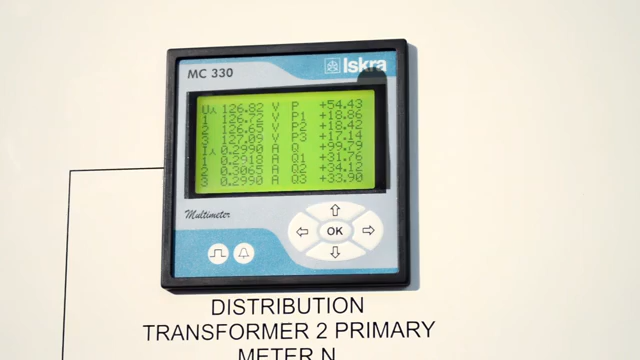 MC 330
Iskra
U⋏ 126.82 V P +54.43
1 126.72 V P1 +18.86
2 126.65 V P2 +18.42
3 127.09 V P3 +17.14
I⋏ 0.2990 A Q +99.79
1 0.2918 A Q1 +31.76
2 0.3065 A Q2 +34.12
3 0.2990 A Q3 +33.90
Multimeter
OK
DISTRIBUTION
TRANSFORMER 2 PRIMARY
METER N